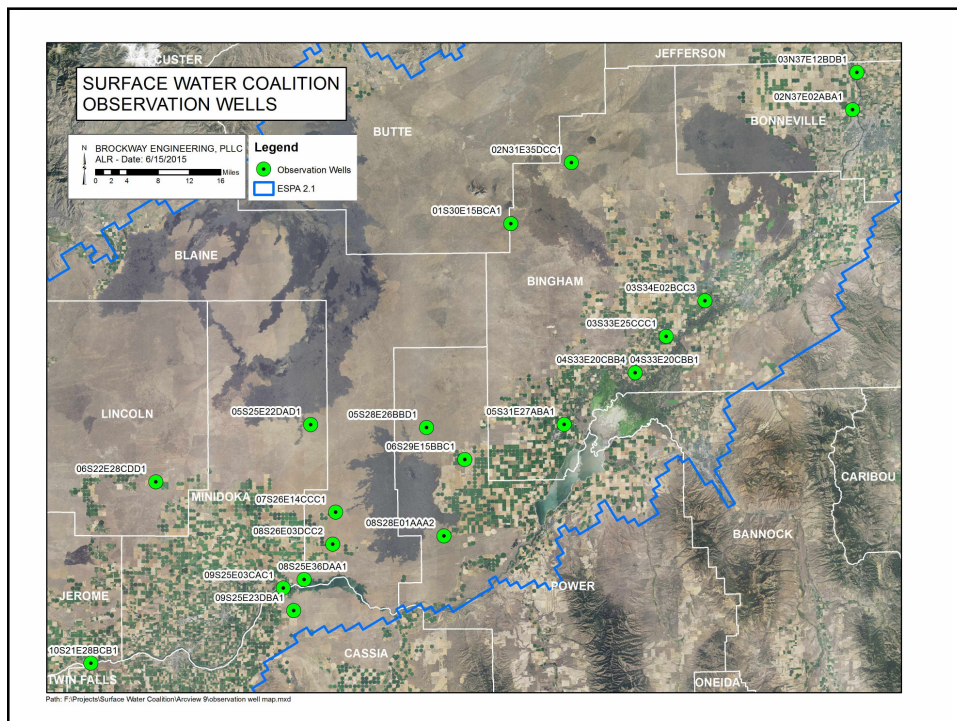 CUSTER
JEFFERSON
03N37E12BDB1
SURFACE WATER COALITION
OBSERVATION WELLS
02N37E02ABA1
BONNEVILLE
BUTTE
N
BROCKWAY ENGINEERING, PLLC
ALR - Date: 6/15/2015
Miles
0 2 4 8 12 16
Legend
Observation Wells
ESPA 2.1
02N31E35DCC1
01S30E15BCA1
BLAINE
BINGHAM
03S34E02BCC3
03S33E25CCC1
04S33E20CBB4 04S33E20CBB1
LINCOLN
05S25E22DAD1
05S28E26BBD1
05S31E27ABA1
06S29E15BBC1
06S22E28CDD1
CARIBOU
MINIDOKA
07S26E14CCC1
08S28E01AAA2
08S26E03DCC2
BANNOCK
08S25E36DAA1
09S25E03CAC1
POWER
JEROME
09S25E23DBA1
10S21E28BCB1
CASSIA
TWIN FALLS
ONEIDA
Path: F:\Projects\Surface Water Coalition\Arcview 9\observation well map.mxd